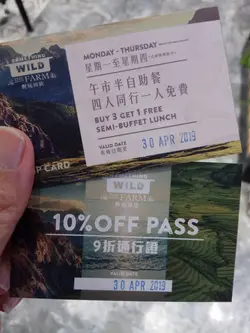 WILD
FARM
MONDAY - THURSDAY
星期一至星期四
午市半自助餐
四人同行一人免費
BUY 3 GET 1 FREE
SEMI-BUFFET LUNCH
VALID DATE
30 APR 2019
P CARD
WILD
FARM
10% OFF PASS
9折通行證
VALID DATE
30 APR 2019